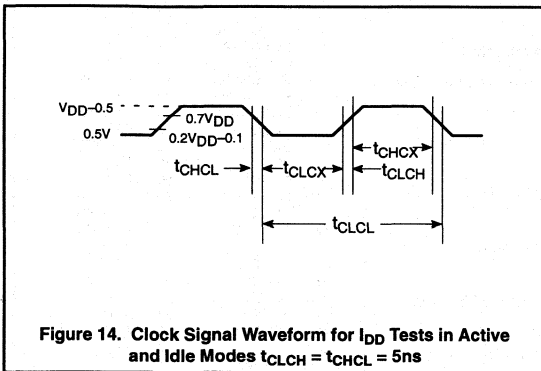 VDD–0.5
0.7VDD
0.5V
0.2VDD–0.1
tCHCX
tCHCL
tCLCX
tCLCH
tCLCL
Figure 14. Clock Signal Waveform for IDD Tests in Active
and Idle Modes tCLCH = tCHCL = 5ns